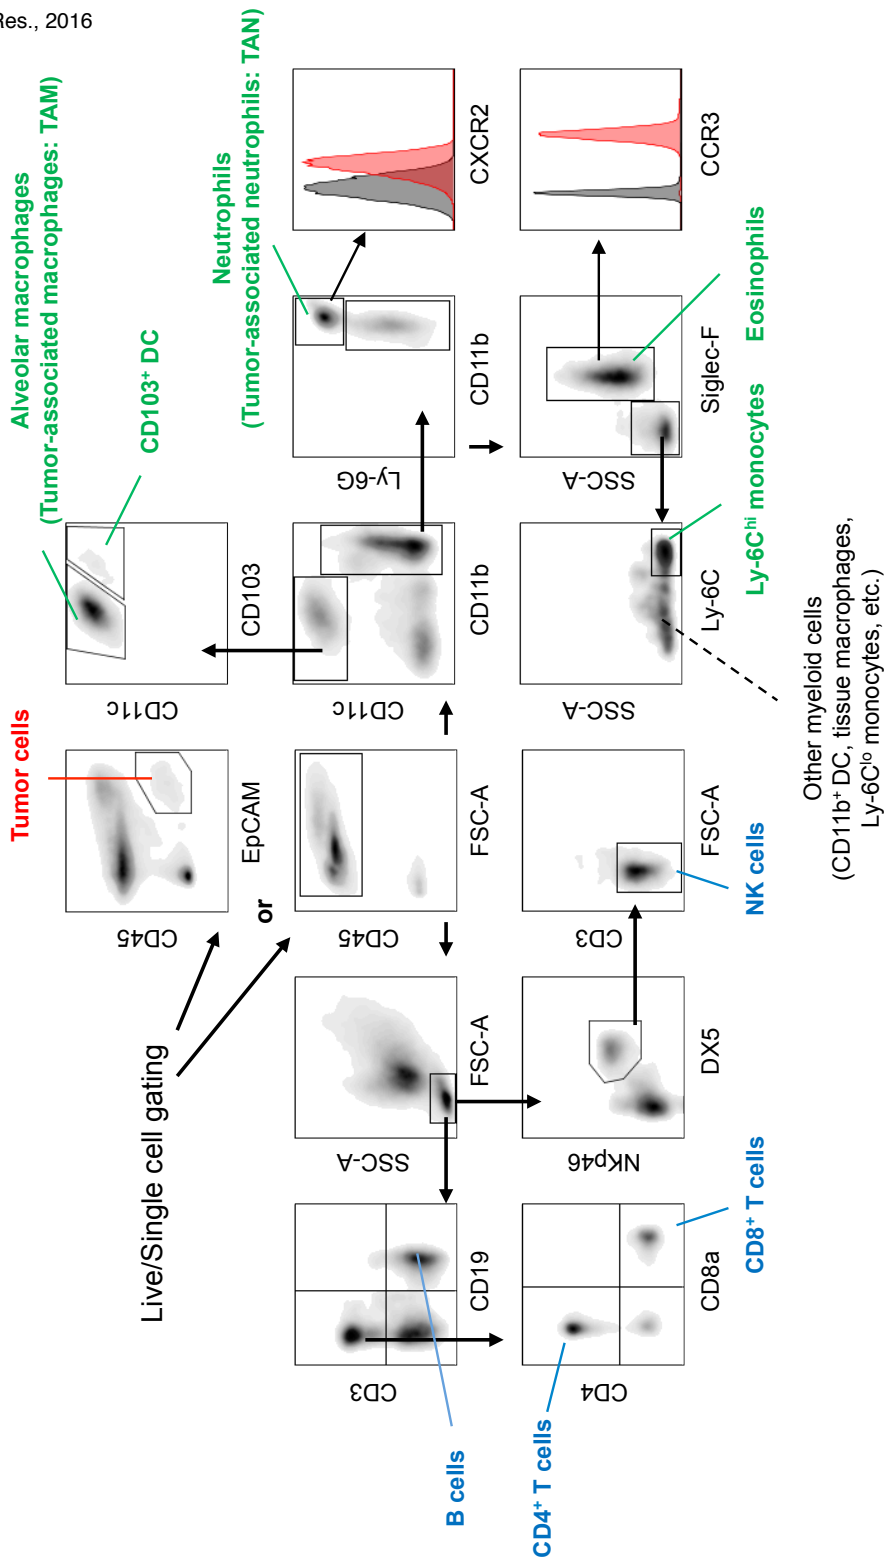 Res., 2016
Live/Single cell gating
or
Tumor cells
Alveolar macrophages
(Tumor-associated macrophages: TAM)
CD103⁺ DC
Neutrophils
(Tumor-associated neutrophils: TAN)
CD45
EpCAM
CD11c
CD103
CD3
CD19
SSC-A
FSC-A
CD45
FSC-A
CD11c
CD11b
Ly-6G
CD11b
CXCR2
CD4
CD8a
NKp46
DX5
CD3
FSC-A
SSC-A
Ly-6C
SSC-A
Siglec-F
CCR3
B cells
CD4⁺ T cells
CD8⁺ T cells
NK cells
Ly-6Cʰⁱ monocytes
Eosinophils
Other myeloid cells
(CD11b⁺ DC, tissue macrophages,
Ly-6Cˡᵒ monocytes, etc.)